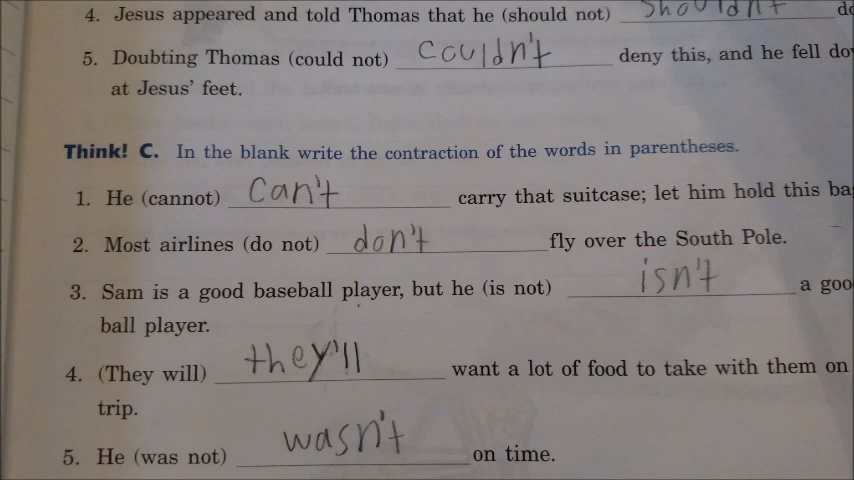 4. Jesus appeared and told Thomas that he (should not) shouldn't
5. Doubting Thomas (could not) couldn't deny this, and he fell
at Jesus' feet.
Think! C. In the blank write the contraction of the words in parentheses.
1. He (cannot) can't carry that suitcase; let him hold this
2. Most airlines (do not) don't fly over the South Pole.
3. Sam is a good baseball player, but he (is not) isn't a
ball player.
4. (They will) they'll want a lot of food to take with them on
trip.
5. He (was not) wasn't on time.